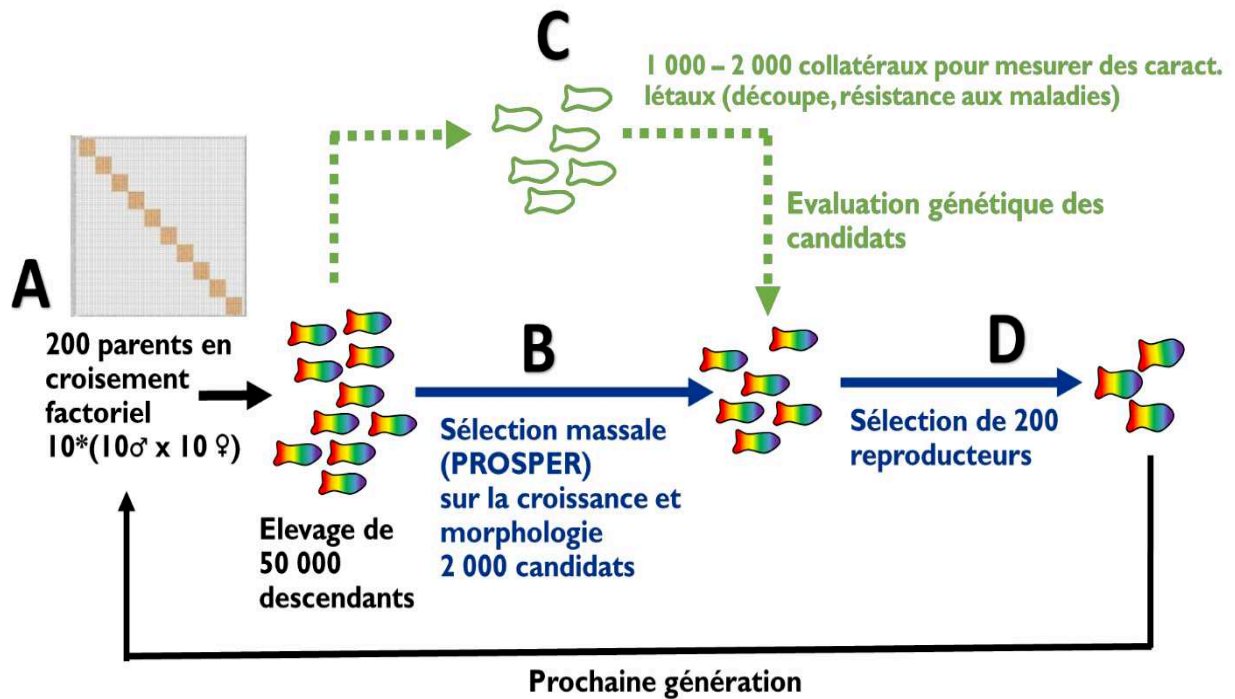 C
1 000 – 2 000 collatéraux pour mesurer des caract.
létaux (découpe, résistance aux maladies)
Evaluation génétique des
candidats
A
200 parents en
croisement
factoriel
10*(10♂ x 10 ♀)
Elevage de
50 000
descendants
B
Sélection massale
(PROSPER)
sur la croissance et
morphologie
2 000 candidats
D
Sélection de 200
reproducteurs
Prochaine génération